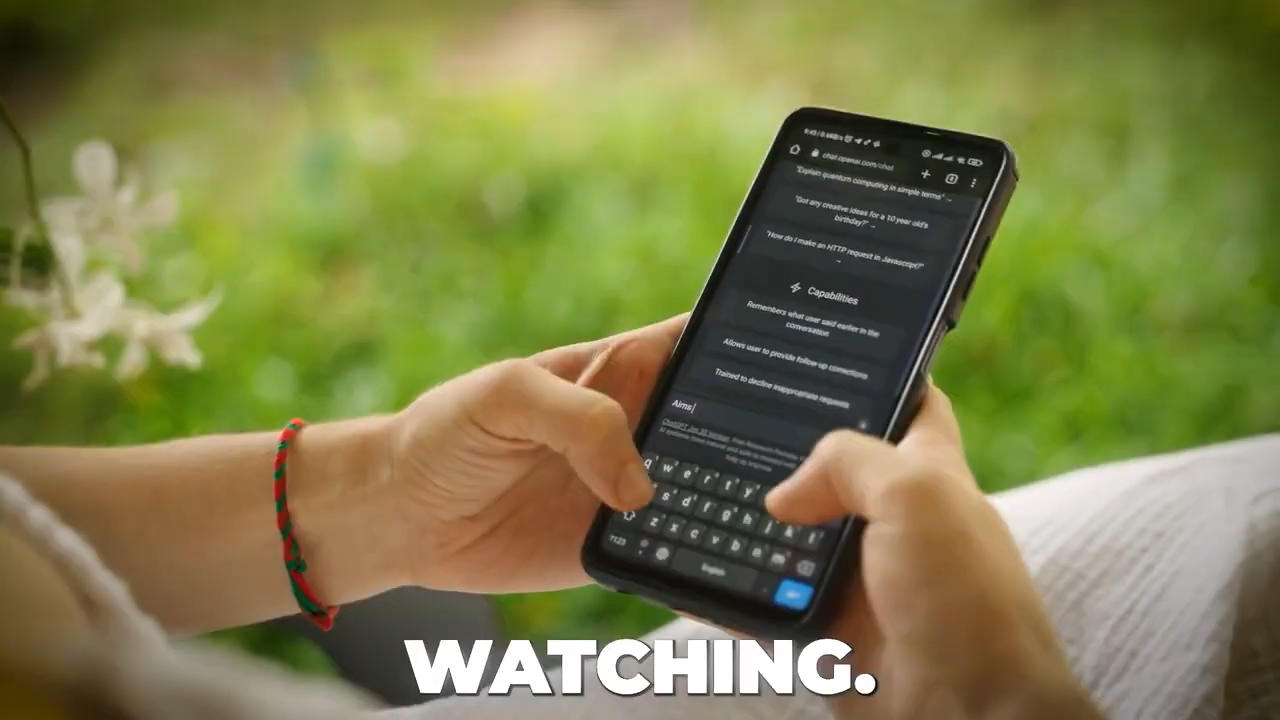 chat.openai.com/chat
"Explain quantum computing in simple terms" →
"Got any creative ideas for a 10 year old's
birthday?" →
"How do I make an HTTP request in Javascript?"
→
Capabilities
Remembers what user said earlier in the
conversation
Allows user to provide follow-up corrections
Trained to decline inappropriate requests
Aims
q w e r t y
s d f g h j k l
z x c v b n m
English
WATCHING.